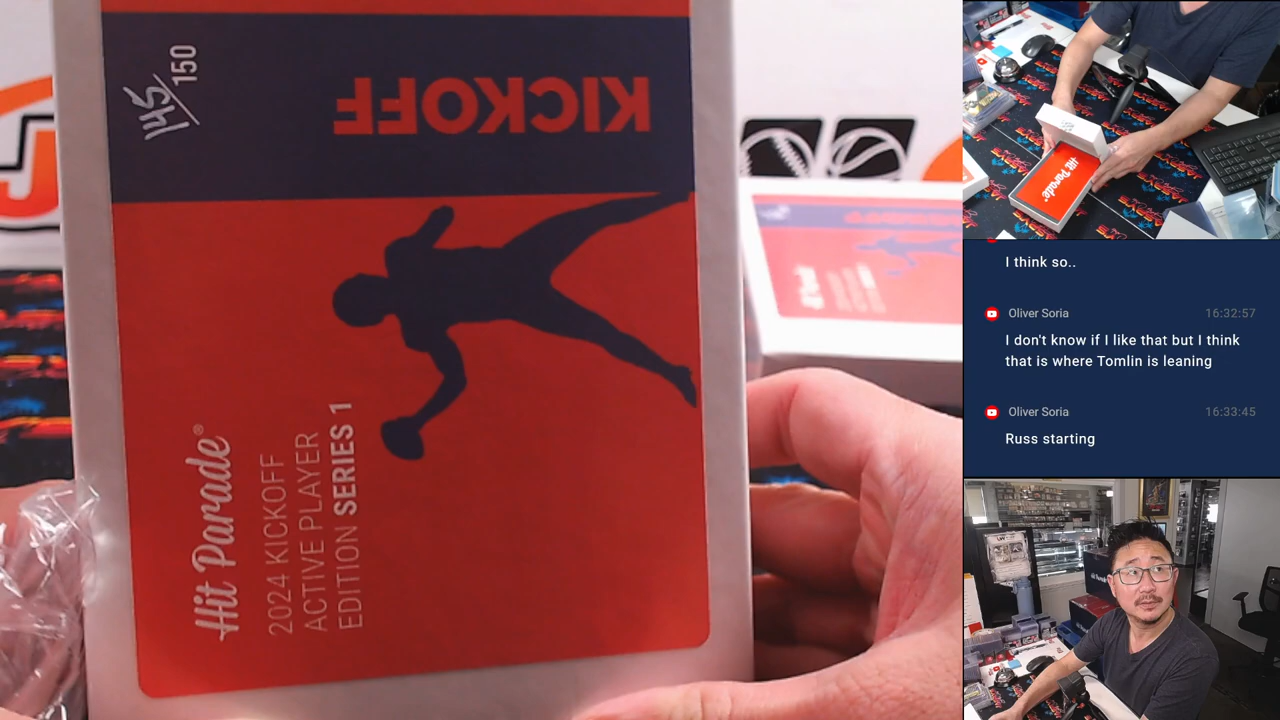 145/150
KICKOFF
Hit Parade®
2024 KICKOFF
ACTIVE PLAYER
EDITION SERIES 1
J
Hit Parade®
I think so..
Oliver Soria 16:32:57
I don't know if I like that but I think
that is where Tomlin is leaning
Oliver Soria 16:33:45
Russ starting